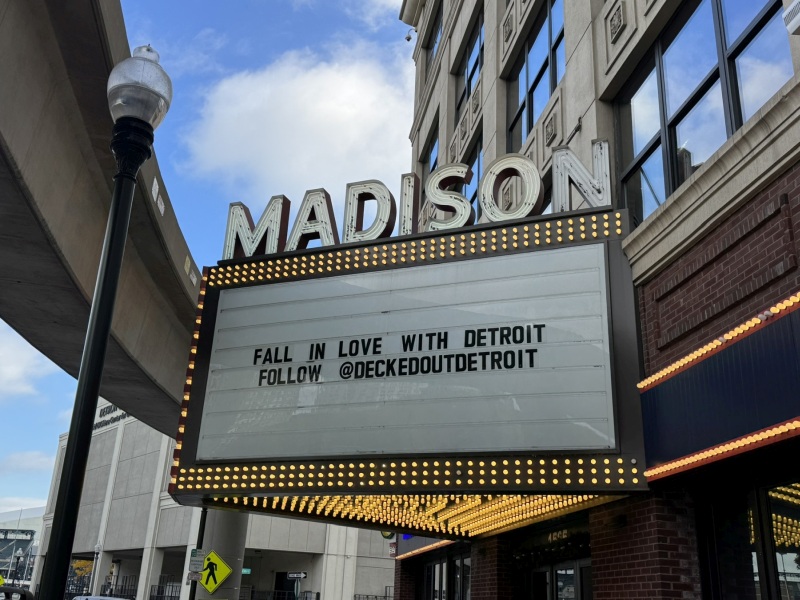 MADISON
FALL IN LOVE WITH DETROIT
FOLLOW @DECKEDOUTDETROIT